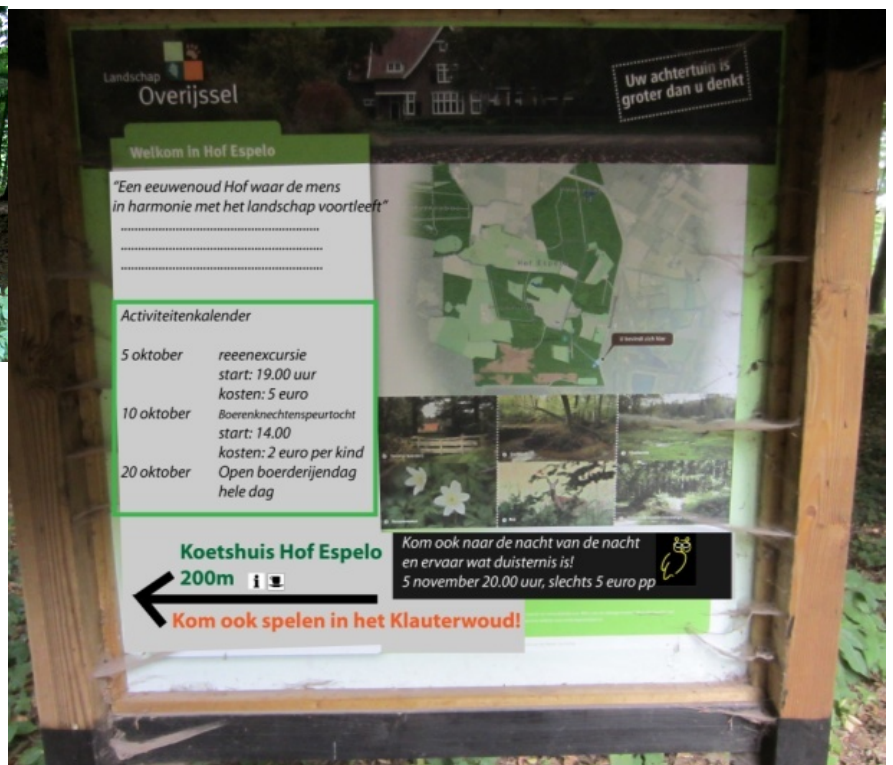 Landschap
Overijssel
Uw achtertuin is
groter dan u denkt
Welkom in Hof Espelo
"Een eeuwenoud Hof waar de mens
in harmonie met het landschap voortleeft"
Activiteitenkalender
5 oktober reeenexcursie
start: 19.00 uur
kosten: 5 euro
10 oktober Boerenknechtenspeurtocht
start: 14.00
kosten: 2 euro per kind
20 oktober Open boerderijendag
hele dag
U bevindt zich hier
Koetshuis Hof Espelo
200m i
Kom ook spelen in het Klauterwoud!
Kom ook naar de nacht van de nacht
en ervaar wat duisternis is!
5 november 20.00 uur, slechts 5 euro pp